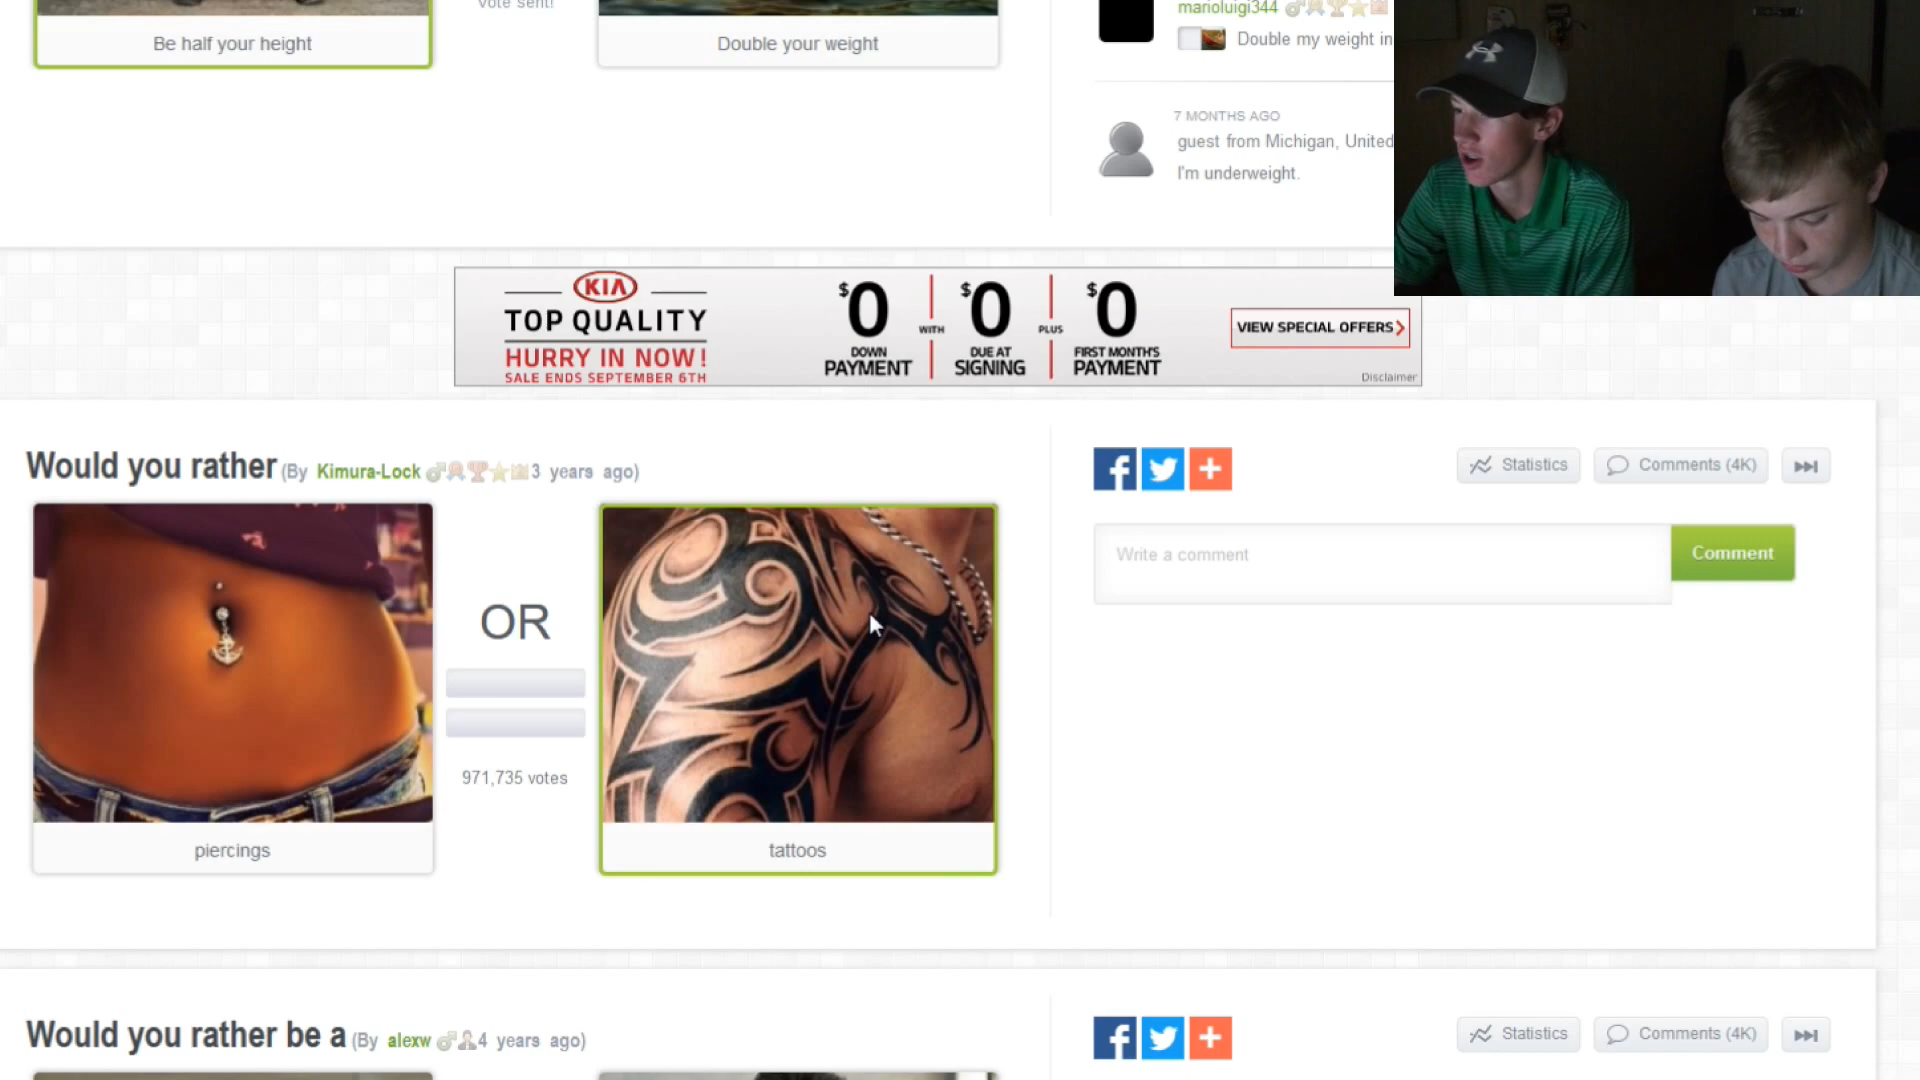 vote sent!
Be half your height
Double your weight
marioluigi344
Double my weight in
7 MONTHS AGO
guest from Michigan, United
I'm underweight.
KIA
TOP QUALITY
HURRY IN NOW!
SALE ENDS SEPTEMBER 6TH
$0 DOWN PAYMENT
WITH
$0 DUE AT SIGNING
PLUS
$0 FIRST MONTH'S PAYMENT
VIEW SPECIAL OFFERS
Disclaimer
Would you rather (By Kimura-Lock 3 years ago)
Statistics
Comments (4K)
Write a comment
Comment
OR
971,735 votes
piercings
tattoos
Would you rather be a (By alexw 4 years ago)
Statistics
Comments (4K)